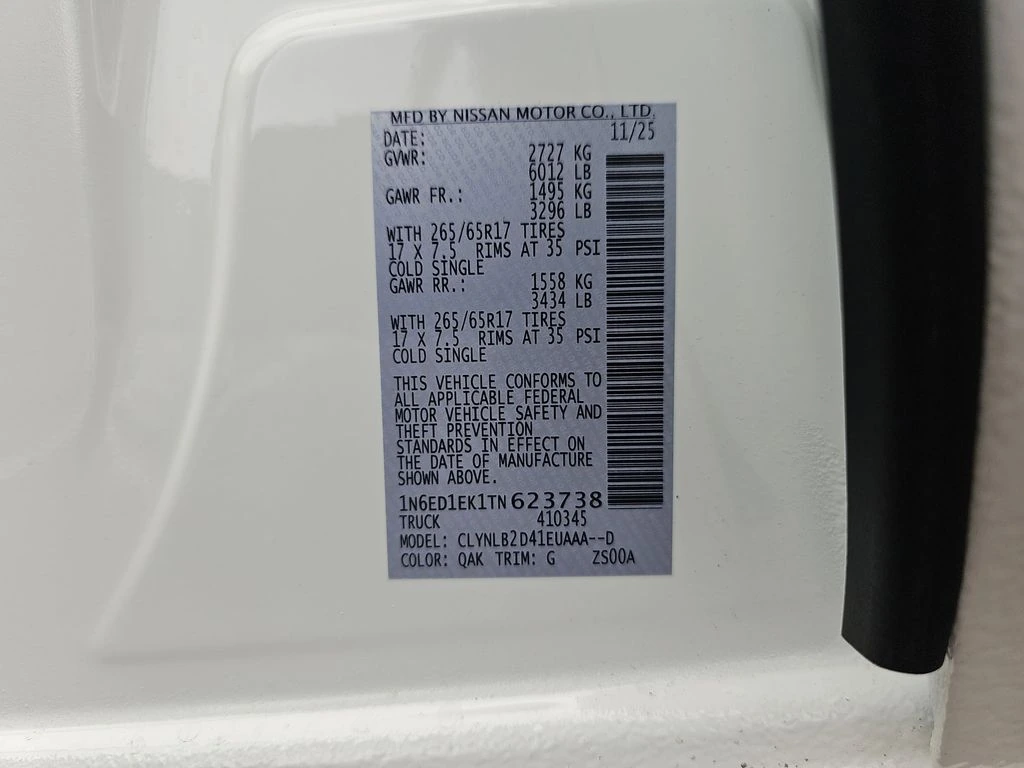 MFD BY NISSAN MOTOR CO., LTD.
DATE: 11/25
GVWR: 2727 KG
6012 LB
GAWR FR.: 1495 KG
3296 LB
WITH 265/65R17 TIRES
17 X 7.5 RIMS AT 35 PSI
COLD SINGLE
GAWR RR.: 1558 KG
3434 LB
WITH 265/65R17 TIRES
17 X 7.5 RIMS AT 35 PSI
COLD SINGLE
THIS VEHICLE CONFORMS TO
ALL APPLICABLE FEDERAL
MOTOR VEHICLE SAFETY AND
THEFT PREVENTION
STANDARDS IN EFFECT ON
THE DATE OF MANUFACTURE
SHOWN ABOVE.
1N6ED1EK1TN623738
TRUCK 410345
MODEL: CLYNLB2D41EUAAA--D
COLOR: QAK TRIM: G ZS00A